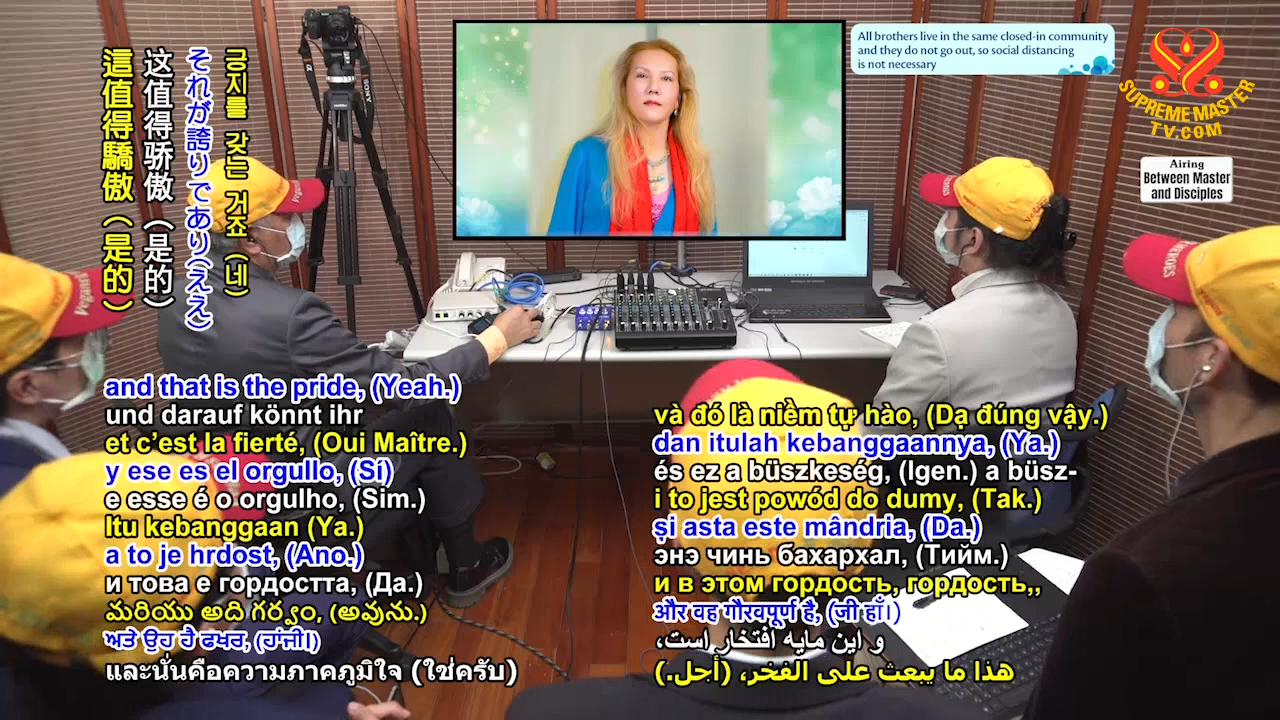 All brothers live in the same closed-in community
and they do not go out, so social distancing
is not necessary
SUPREME MASTER
TV.COM
Airing
Between Master
and Disciples
긍지를 갖는 거죠 (네)
それが誇りであり(ええ)
这值得骄傲（是的）
這值得驕傲（是的）
SONY
Vegans
HEROES
and that is the pride, (Yeah.)
und darauf könnt ihr
et c’est la fierté, (Oui Maître.)
y ese es el orgullo, (Sí)
e esse é o orgulho, (Sim.)
Itu kebanggaan (Ya.)
a to je hrdost, (Ano.)
и това е гордостта, (Да.)
మరియు అది గర్వం, (అవును.)
ਅਤੇ ਉਹ ਹੈ ਫਖਰ, (ਹਾਂਜੀ।)
และนั่นคือความภาคภูมิใจ (ใช่ครับ)
và đó là niềm tự hào, (Dạ đúng vậy.)
dan itulah kebanggaannya, (Ya.)
és ez a büszkeség, (Igen.) a büsz-
i to jest powód do dumy, (Tak.)
și asta este mândria, (Da.)
энэ чинь бахархал, (Тийм.)
и в этом гордость, гордость,,
और वह गौरवपूर्ण है, (जी हाँ।)
و این مایه افتخار است،
هذا ما يبعث على الفخر، (أجل.)